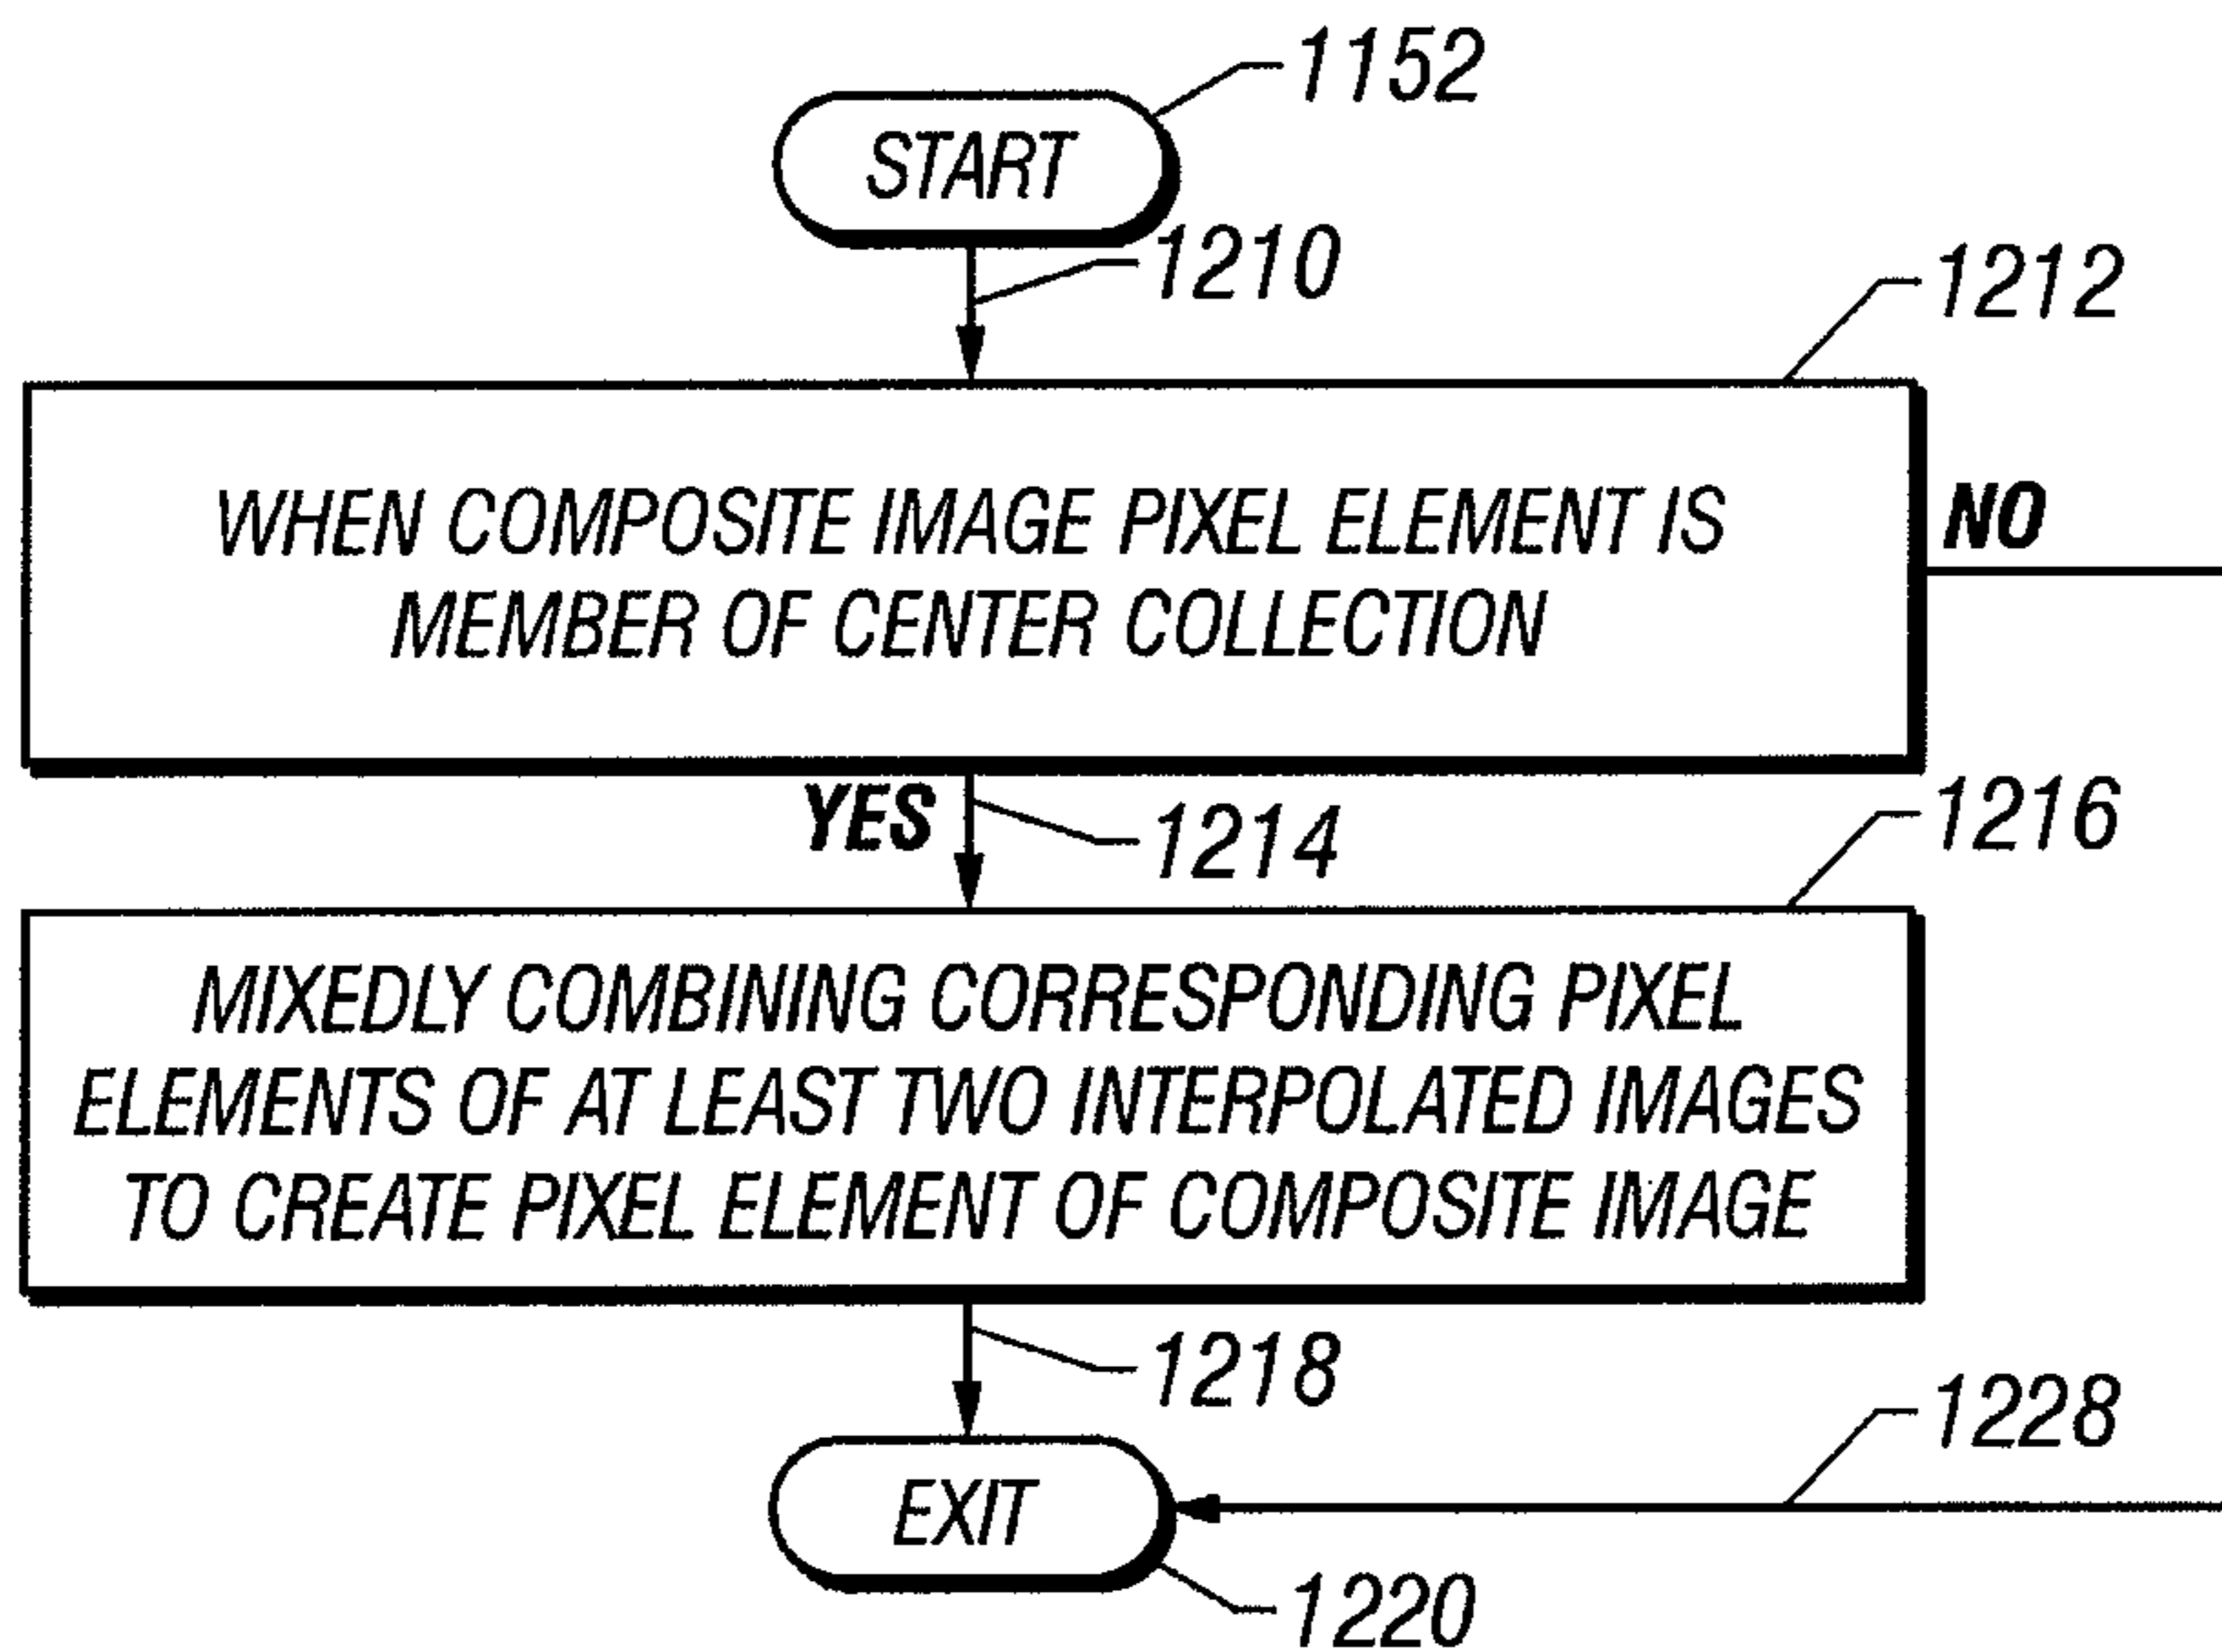 1152
START
1210
1212
WHEN COMPOSITE IMAGE PIXEL ELEMENT IS
MEMBER OF CENTER COLLECTION
NO
YES
1214
1216
MIXEDLY COMBINING CORRESPONDING PIXEL
ELEMENTS OF AT LEAST TWO INTERPOLATED IMAGES
TO CREATE PIXEL ELEMENT OF COMPOSITE IMAGE
1218
1228
EXIT
1220